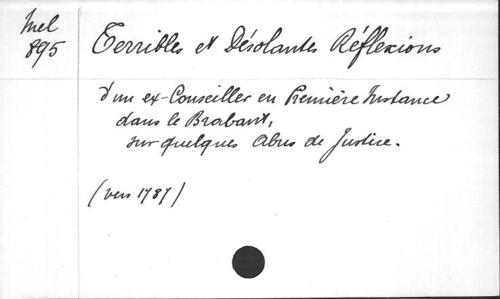 Mel
895
Terribles et Désolantes Réflexions
d'un ex-Conseiller en Première Instance
dans le Brabant,
sur quelques Abus de Justice.
(vers 1787)